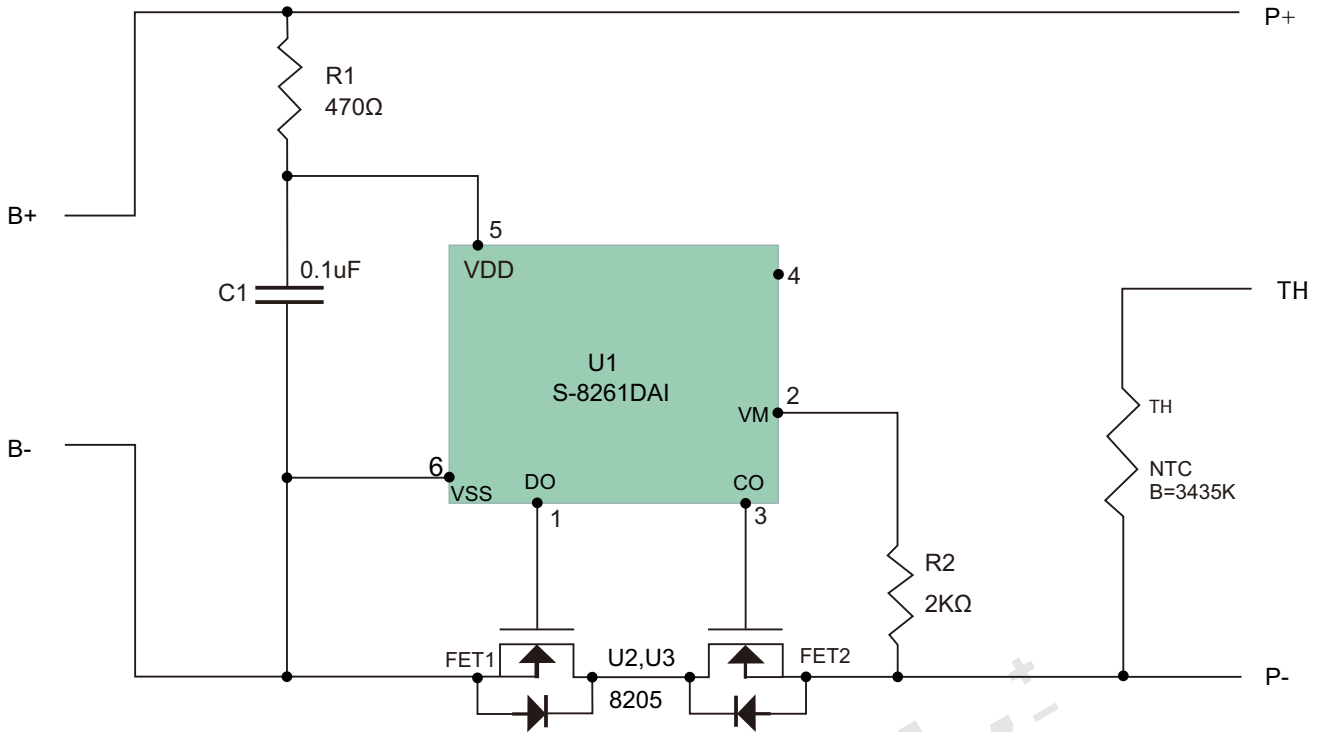 P+
R1
470Ω
B+
5
VDD
4
C1
0.1uF
TH
U1
S-8261DAI
2
VM
TH
NTC
B=3435K
B-
6
VSS
DO
CO
1
3
R2
2KΩ
FET1
U2,U3
FET2
8205
P-